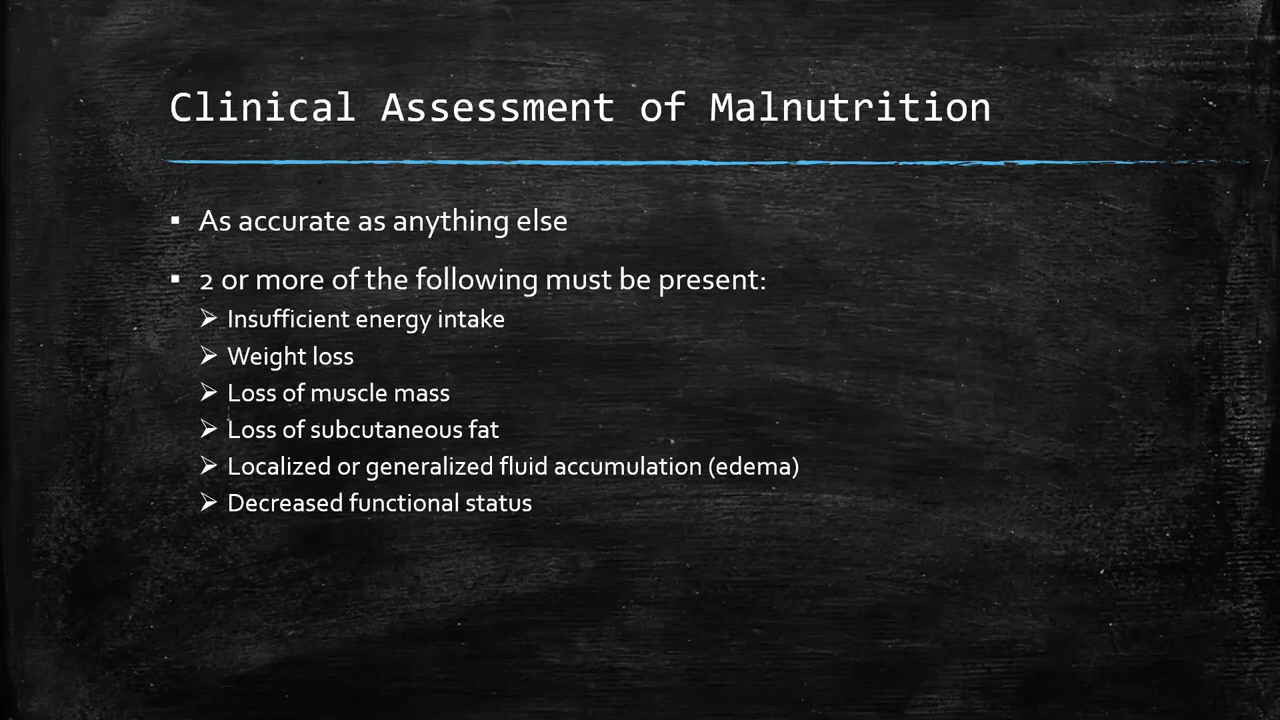 Clinical Assessment of Malnutrition
▪ As accurate as anything else
▪ 2 or more of the following must be present:
➢ Insufficient energy intake
➢ Weight loss
➢ Loss of muscle mass
➢ Loss of subcutaneous fat
➢ Localized or generalized fluid accumulation (edema)
➢ Decreased functional status